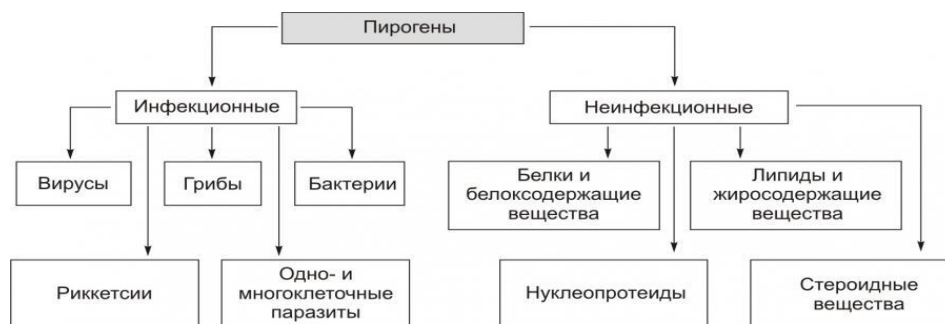 Пирогены
Инфекционные
Неинфекционные
Вирусы
Грибы
Бактерии
Белки и
белоксодержащие
вещества
Липиды и
жиросодержащие
вещества
Риккетсии
Одно- и
многоклеточные
паразиты
Нуклеопротеиды
Стероидные
вещества